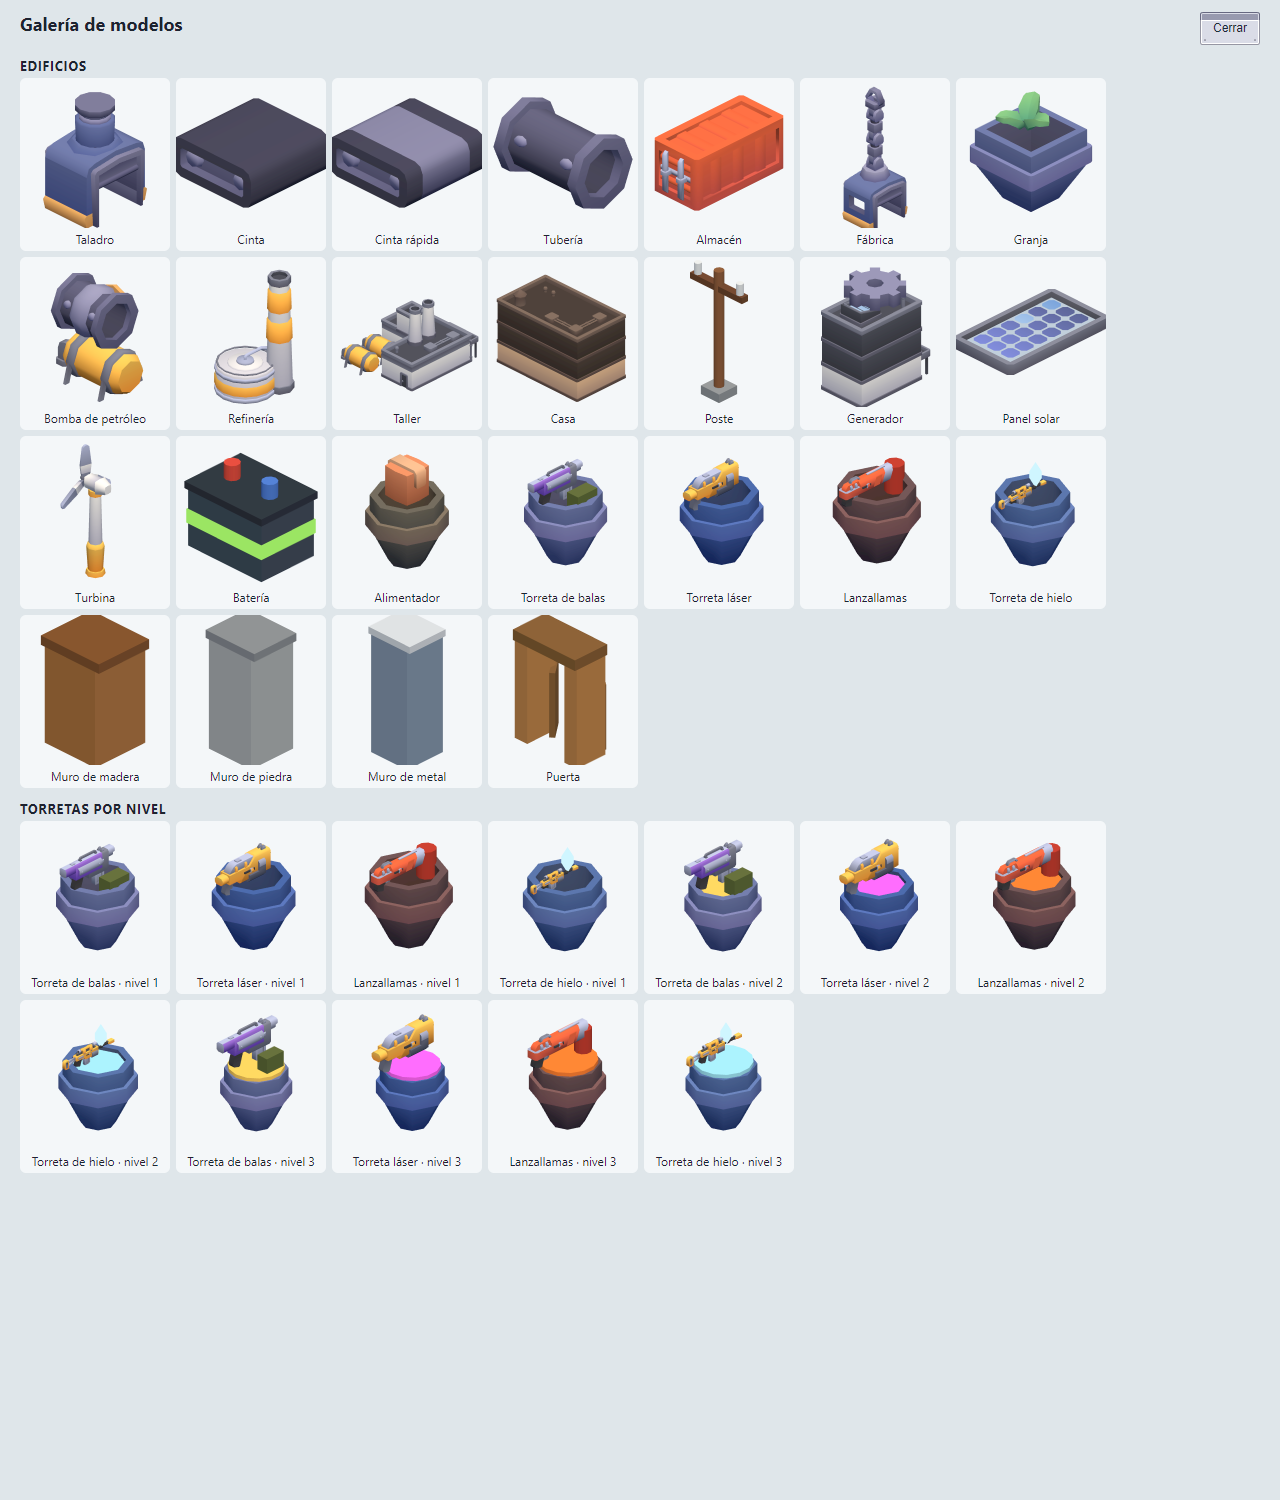 Galería de modelos
Cerrar
EDIFICIOS
Taladro
Cinta
Cinta rápida
Tubería
Almacén
Fábrica
Granja
Bomba de petróleo
Refinería
Taller
Casa
Poste
Generador
Panel solar
Turbina
Batería
Alimentador
Torreta de balas
Torreta láser
Lanzallamas
Torreta de hielo
Muro de madera
Muro de piedra
Muro de metal
Puerta
TORRETAS POR NIVEL
Torreta de balas · nivel 1
Torreta láser · nivel 1
Lanzallamas · nivel 1
Torreta de hielo · nivel 1
Torreta de balas · nivel 2
Torreta láser · nivel 2
Lanzallamas · nivel 2
Torreta de hielo · nivel 2
Torreta de balas · nivel 3
Torreta láser · nivel 3
Lanzallamas · nivel 3
Torreta de hielo · nivel 3